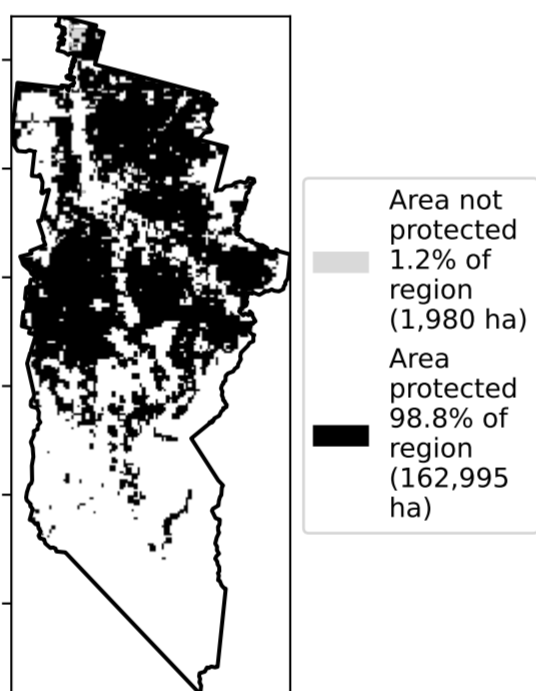 Area not
protected
1.2% of
region
(1,980 ha)
Area
protected
98.8% of
region
(162,995
ha)